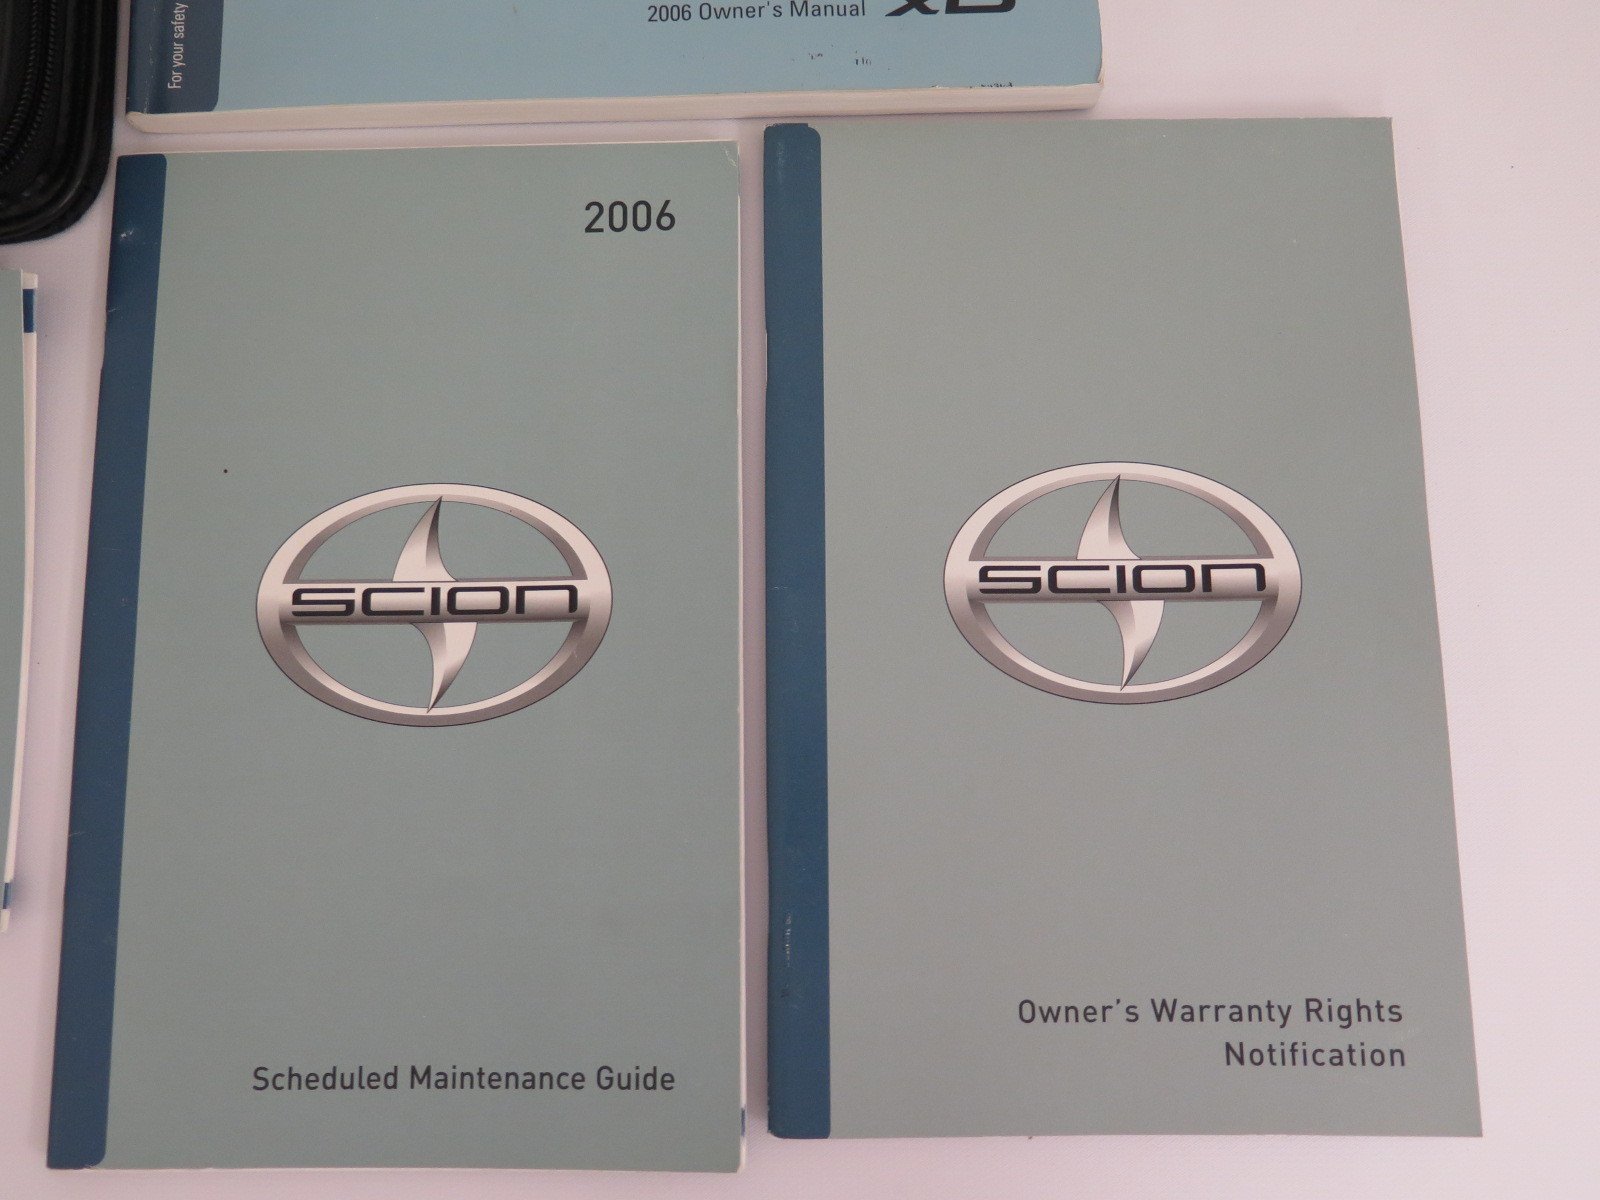 For your safety
2006 Owner's Manual
2006
SCION
Scheduled Maintenance Guide
SCION
Owner's Warranty Rights
Notification